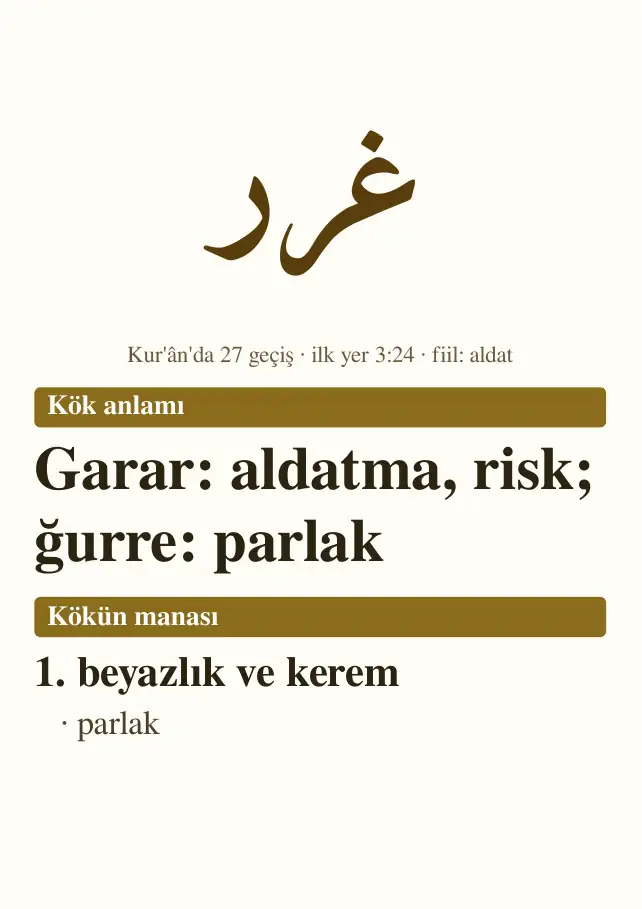 غرر
Kur'ân'da 27 geçiş · ilk yer 3:24 · fiil: aldat
Kök anlamı
Garar: aldatma, risk;
ğurre: parlak
Kökün manası
1. beyazlık ve kerem
· parlak